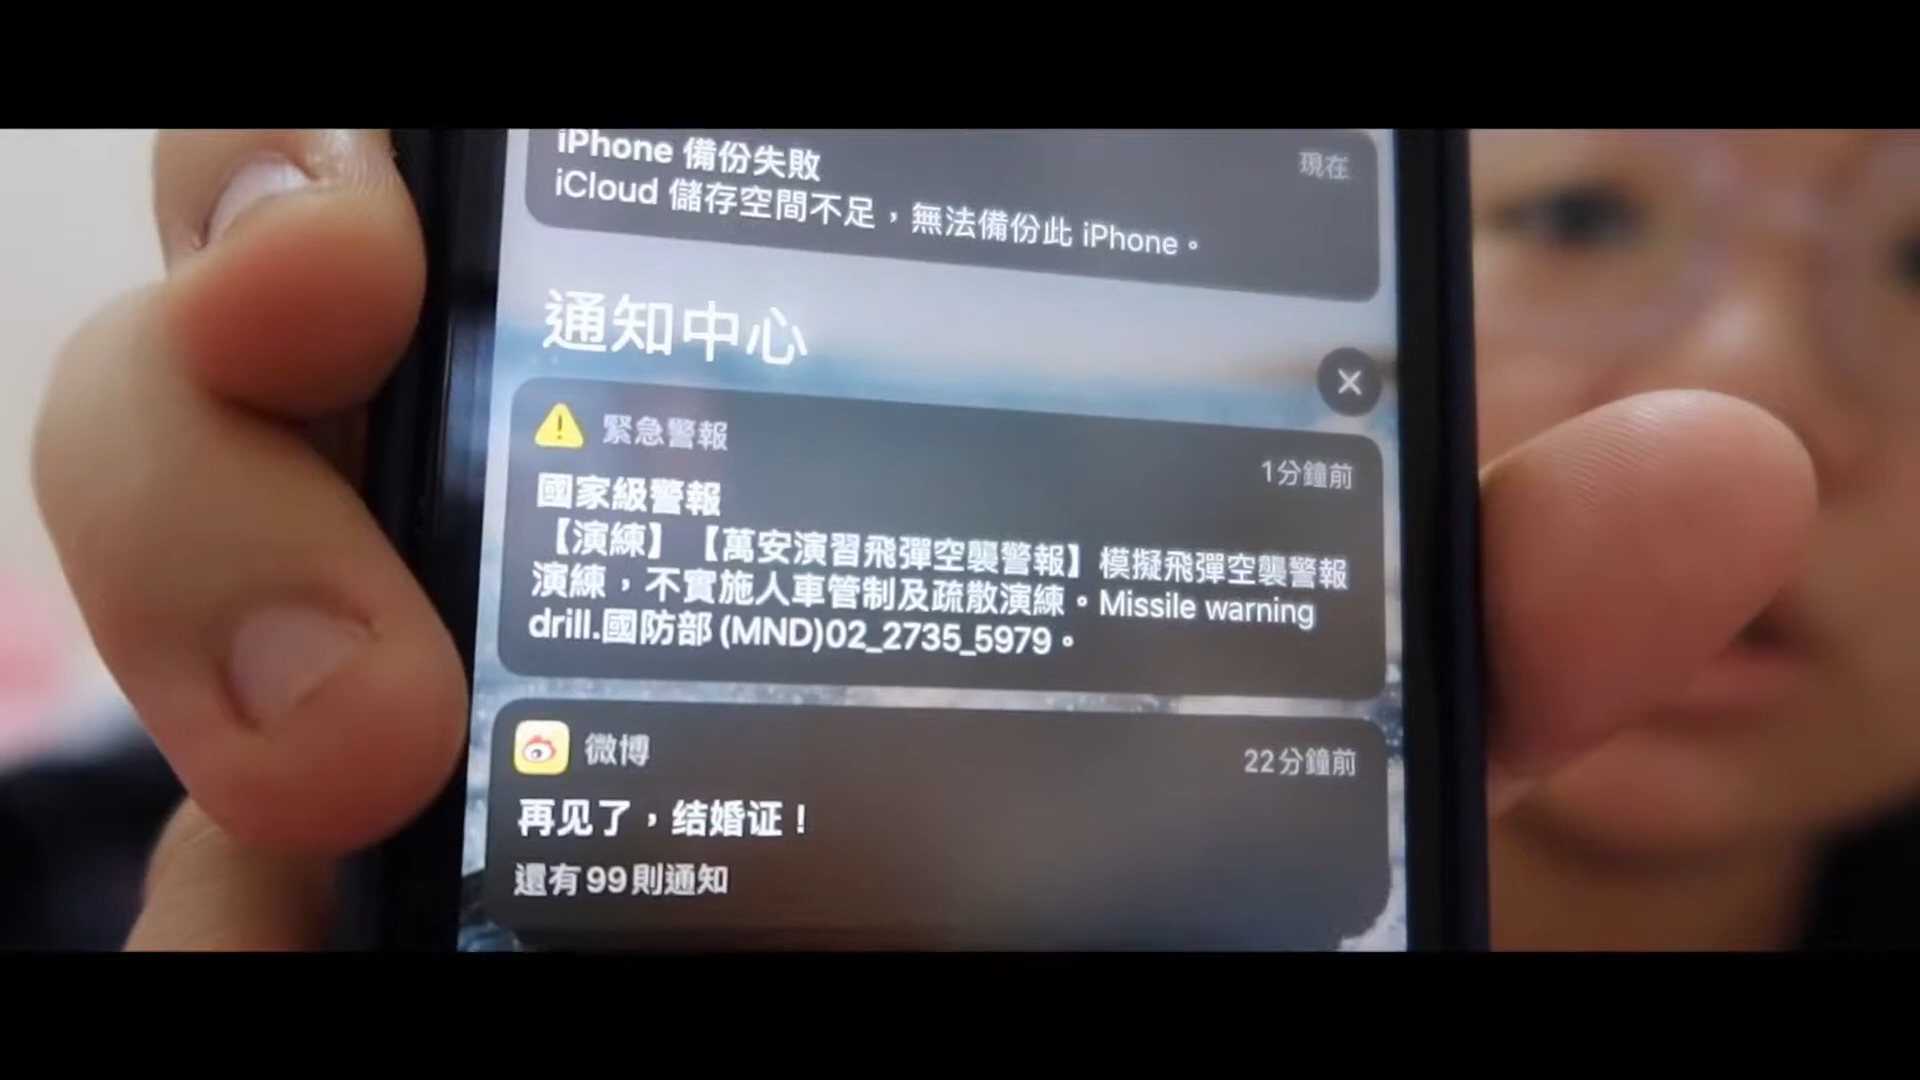 iPhone 備份失敗
現在
iCloud 儲存空間不足，無法備份此 iPhone。
通知中心
緊急警報
1分鐘前
國家級警報
【演練】【萬安演習飛彈空襲警報】模擬飛彈空襲警報
演練，不實施人車管制及疏散演練。Missile warning
drill.國防部 (MND)02_2735_5979。
微博
22分鐘前
再见了，结婚证！
還有99則通知